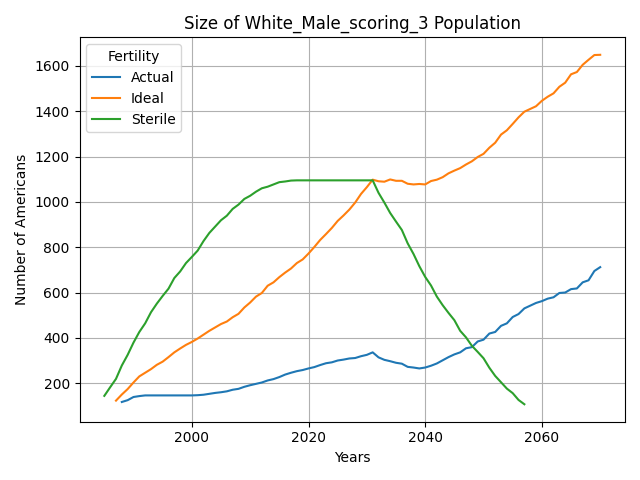 Size of White_Male_scoring_3 Population
Fertility
Actual
Ideal
Sterile
Number of Americans
1600
1400
1200
1000
800
600
400
200
2000 2020 2040 2060
Years